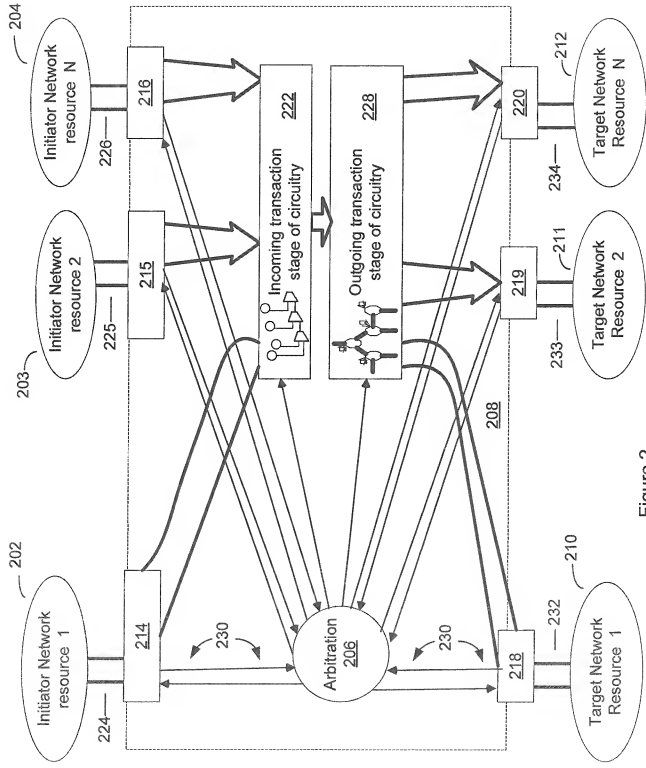 202
203
204
Initiator Network
resource 1
Initiator Network
resource 2
Initiator Network
resource N
224
225
226
214
215
216
Incoming transaction
stage of circuitry
222
230
Arbitration
206
230
Outgoing transaction
stage of circuitry
228
208
218
219
220
232
233
234
210
211
212
Target Network
Resource 1
Target Network
Resource 2
Target Network
Resource N
Figure 2